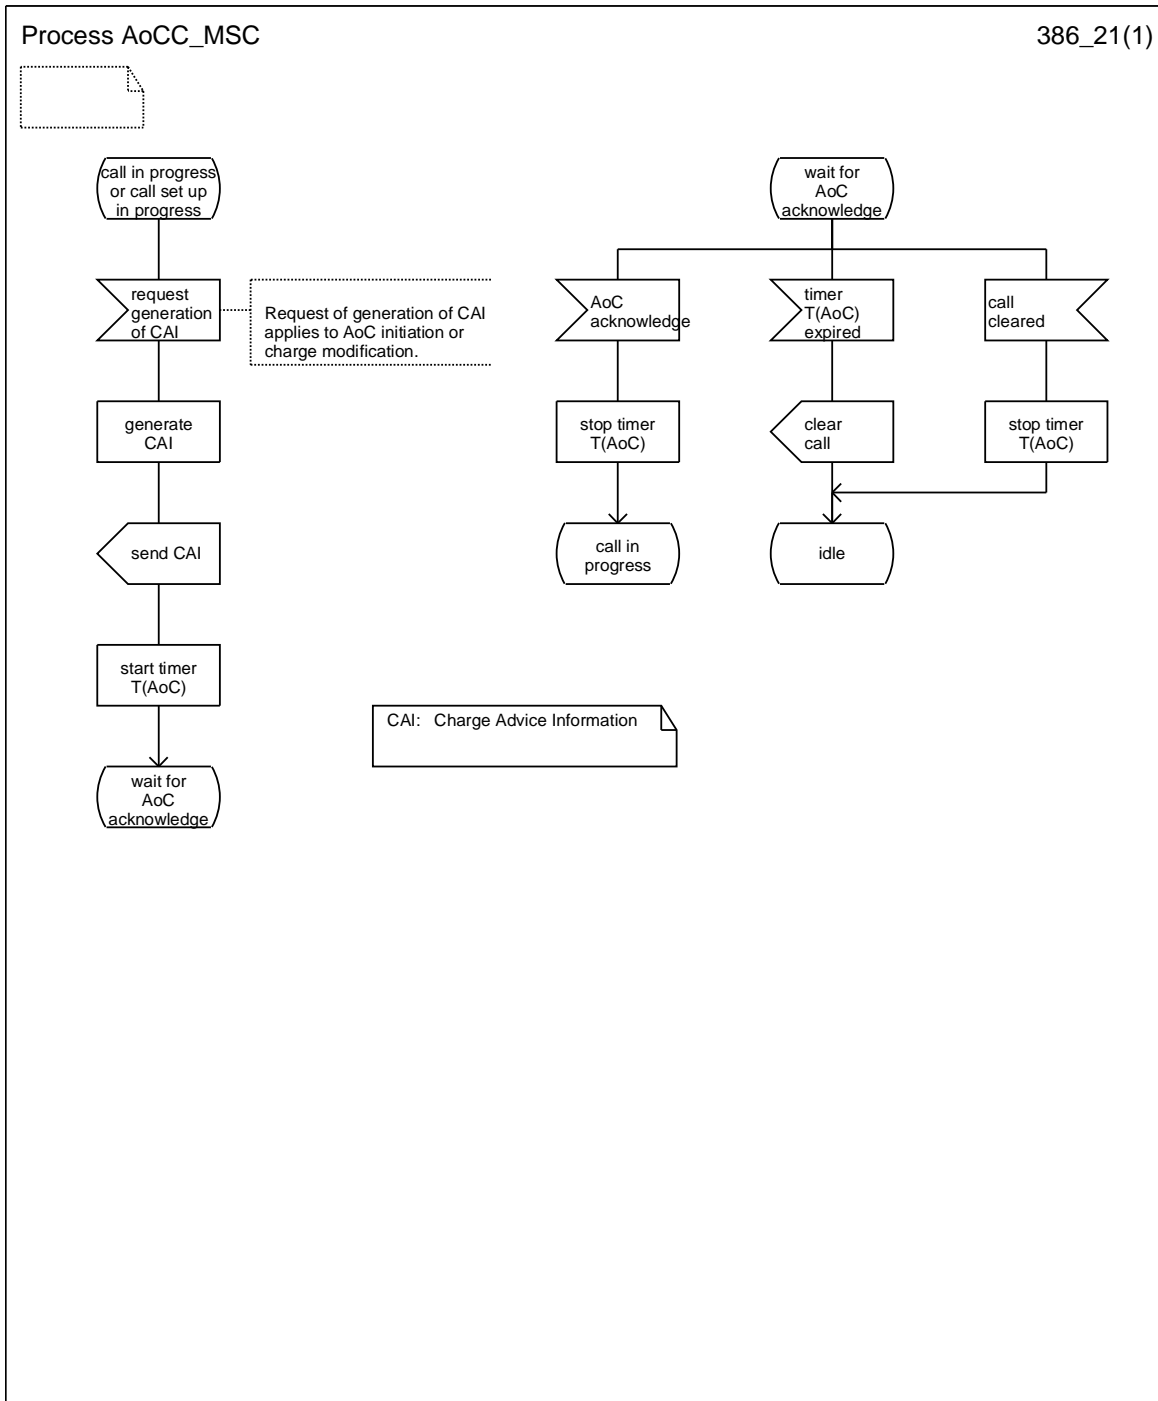 Process AoCC_MSC
386_21(1)
call in progress
or call set up
in progress
request
generation
of CAI
Request of generation of CAI
applies to AoC initiation or
charge modification.
generate
CAI
send CAI
start timer
T(AoC)
wait for
AoC
acknowledge
wait for
AoC
acknowledge
AoC
acknowledge
stop timer
T(AoC)
call in
progress
timer
T(AoC)
expired
clear
call
idle
call
cleared
stop timer
T(AoC)
CAI: Charge Advice Information